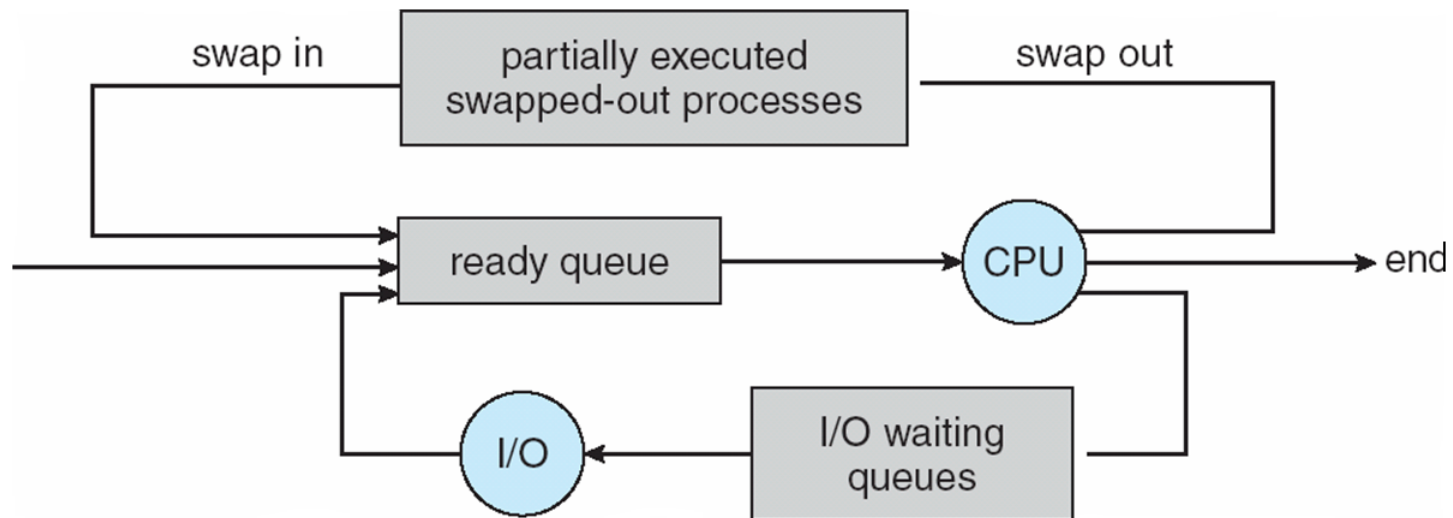 swap in
partially executed
swapped-out processes
swap out
ready queue
CPU
end
I/O
I/O waiting
queues